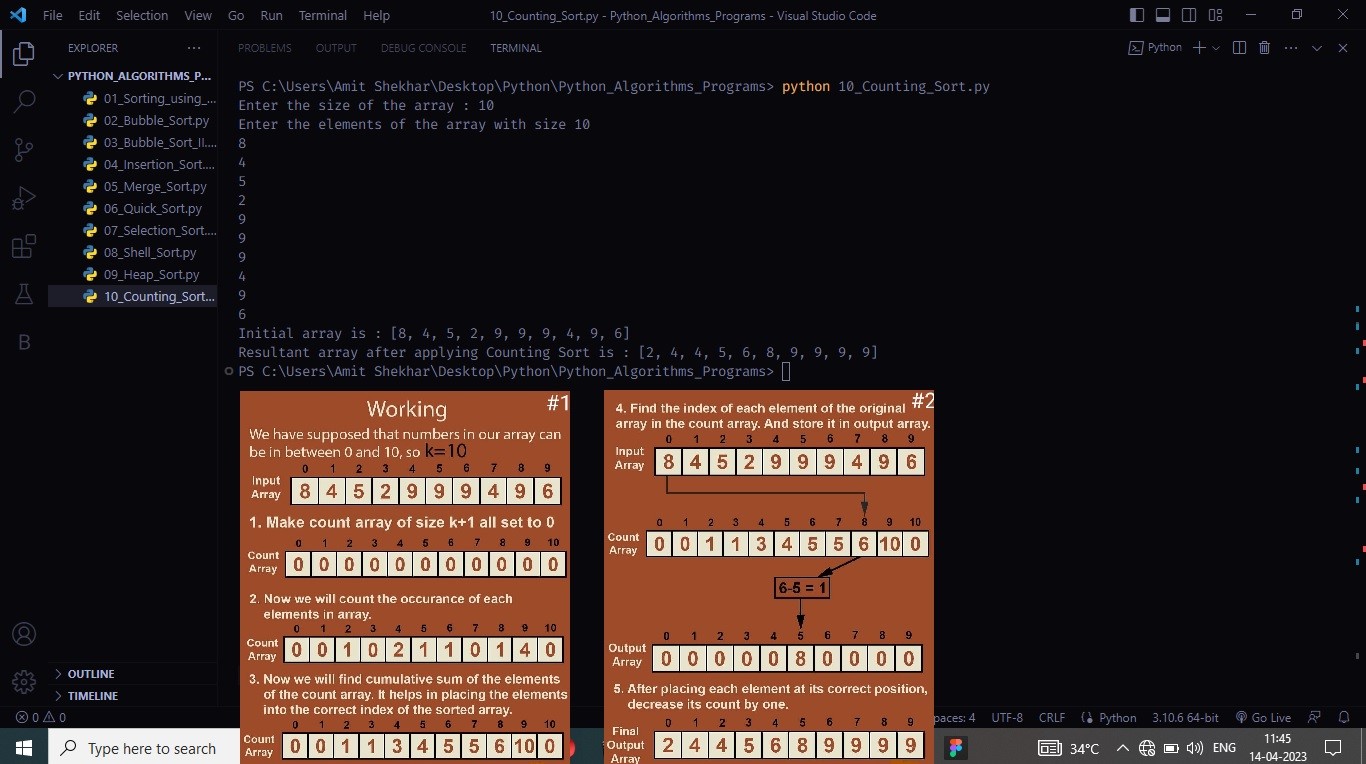 File Edit Selection View Go Run Terminal Help 10_Counting_Sort.py - Python_Algorithms_Programs - Visual Studio Code
EXPLORER
PYTHON_ALGORITHMS_P...
01_Sorting_using_...
02_Bubble_Sort.py
03_Bubble_Sort_II....
04_Insertion_Sort....
05_Merge_Sort.py
06_Quick_Sort.py
07_Selection_Sort....
08_Shell_Sort.py
09_Heap_Sort.py
10_Counting_Sort...
B
OUTLINE
TIMELINE
PROBLEMS OUTPUT DEBUG CONSOLE TERMINAL Python
PS C:\Users\Amit Shekhar\Desktop\Python\Python_Algorithms_Programs> python 10_Counting_Sort.py
Enter the size of the array : 10
Enter the elements of the array with size 10
8
4
5
2
9
9
9
4
9
6
Initial array is : [8, 4, 5, 2, 9, 9, 9, 4, 9, 6]
Resultant array after applying Counting Sort is : [2, 4, 4, 5, 6, 8, 9, 9, 9, 9]
PS C:\Users\Amit Shekhar\Desktop\Python\Python_Algorithms_Programs>
Working #1
We have supposed that numbers in our array can
be in between 0 and 10, so k=10
0 1 2 3 4 5 6 7 8 9
Input Array 8 4 5 2 9 9 9 4 9 6
1. Make count array of size k+1 all set to 0
0 1 2 3 4 5 6 7 8 9 10
Count Array 0 0 0 0 0 0 0 0 0 0 0
2. Now we will count the occurance of each
elements in array.
0 1 2 3 4 5 6 7 8 9 10
Count Array 0 0 1 0 2 1 1 0 1 4 0
3. Now we will find cumulative sum of the elements
of the count array. It helps in placing the elements
into the correct index of the sorted array.
0 1 2 3 4 5 6 7 8 9 10
Count Array 0 0 1 1 3 4 5 5 6 10 0
#2
4. Find the index of each element of the original
array in the count array. And store it in output array.
0 1 2 3 4 5 6 7 8 9
Input Array 8 4 5 2 9 9 9 4 9 6
0 1 2 3 4 5 6 7 8 9 10
Count Array 0 0 1 1 3 4 5 5 6 10 0
6-5 = 1
0 1 2 3 4 5 6 7 8 9
Output Array 0 0 0 0 0 8 0 0 0 0
5. After placing each element at its correct position,
decrease its count by one.
0 1 2 3 4 5 6 7 8 9
Final Output Array 2 4 4 5 6 8 9 9 9 9
0 0 paces: 4 UTF-8 CRLF Python 3.10.6 64-bit Go Live
Type here to search 34°C ENG 11:45
14-04-2023